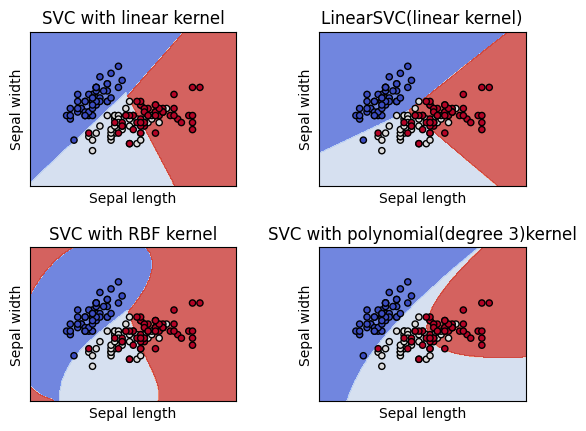 SVC with linear kernel
LinearSVC(linear kernel)
Sepal width
Sepal width
Sepal length
Sepal length
SVC with RBF kernel
SVC with polynomial(degree 3)kernel
Sepal width
Sepal width
Sepal length
Sepal length